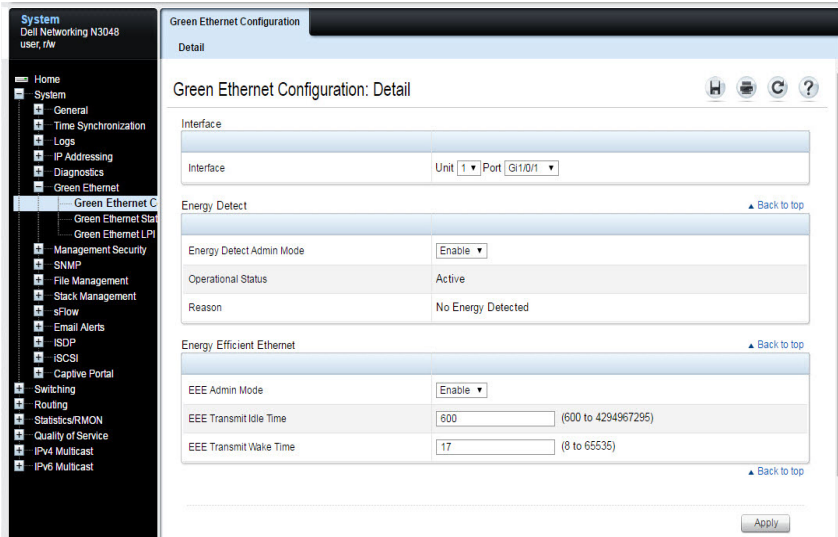 System
Dell Networking N3048
user, r/w
Home
System
General
Time Synchronization
Logs
IP Addressing
Diagnostics
Green Ethernet
Green Ethernet C
Green Ethernet Stat
Green Ethernet LPI
Management Security
SNMP
File Management
Stack Management
sFlow
Email Alerts
ISDP
iSCSI
Captive Portal
Switching
Routing
Statistics/RMON
Quality of Service
IPv4 Multicast
IPv6 Multicast
Green Ethernet Configuration
Detail
Green Ethernet Configuration: Detail
Interface
Interface Unit 1 Port Gi1/0/1
Energy Detect ▲ Back to top
Energy Detect Admin Mode Enable
Operational Status Active
Reason No Energy Detected
Energy Efficient Ethernet ▲ Back to top
EEE Admin Mode Enable
EEE Transmit Idle Time 600 (600 to 4294967295)
EEE Transmit Wake Time 17 (8 to 65535)
▲ Back to top
Apply